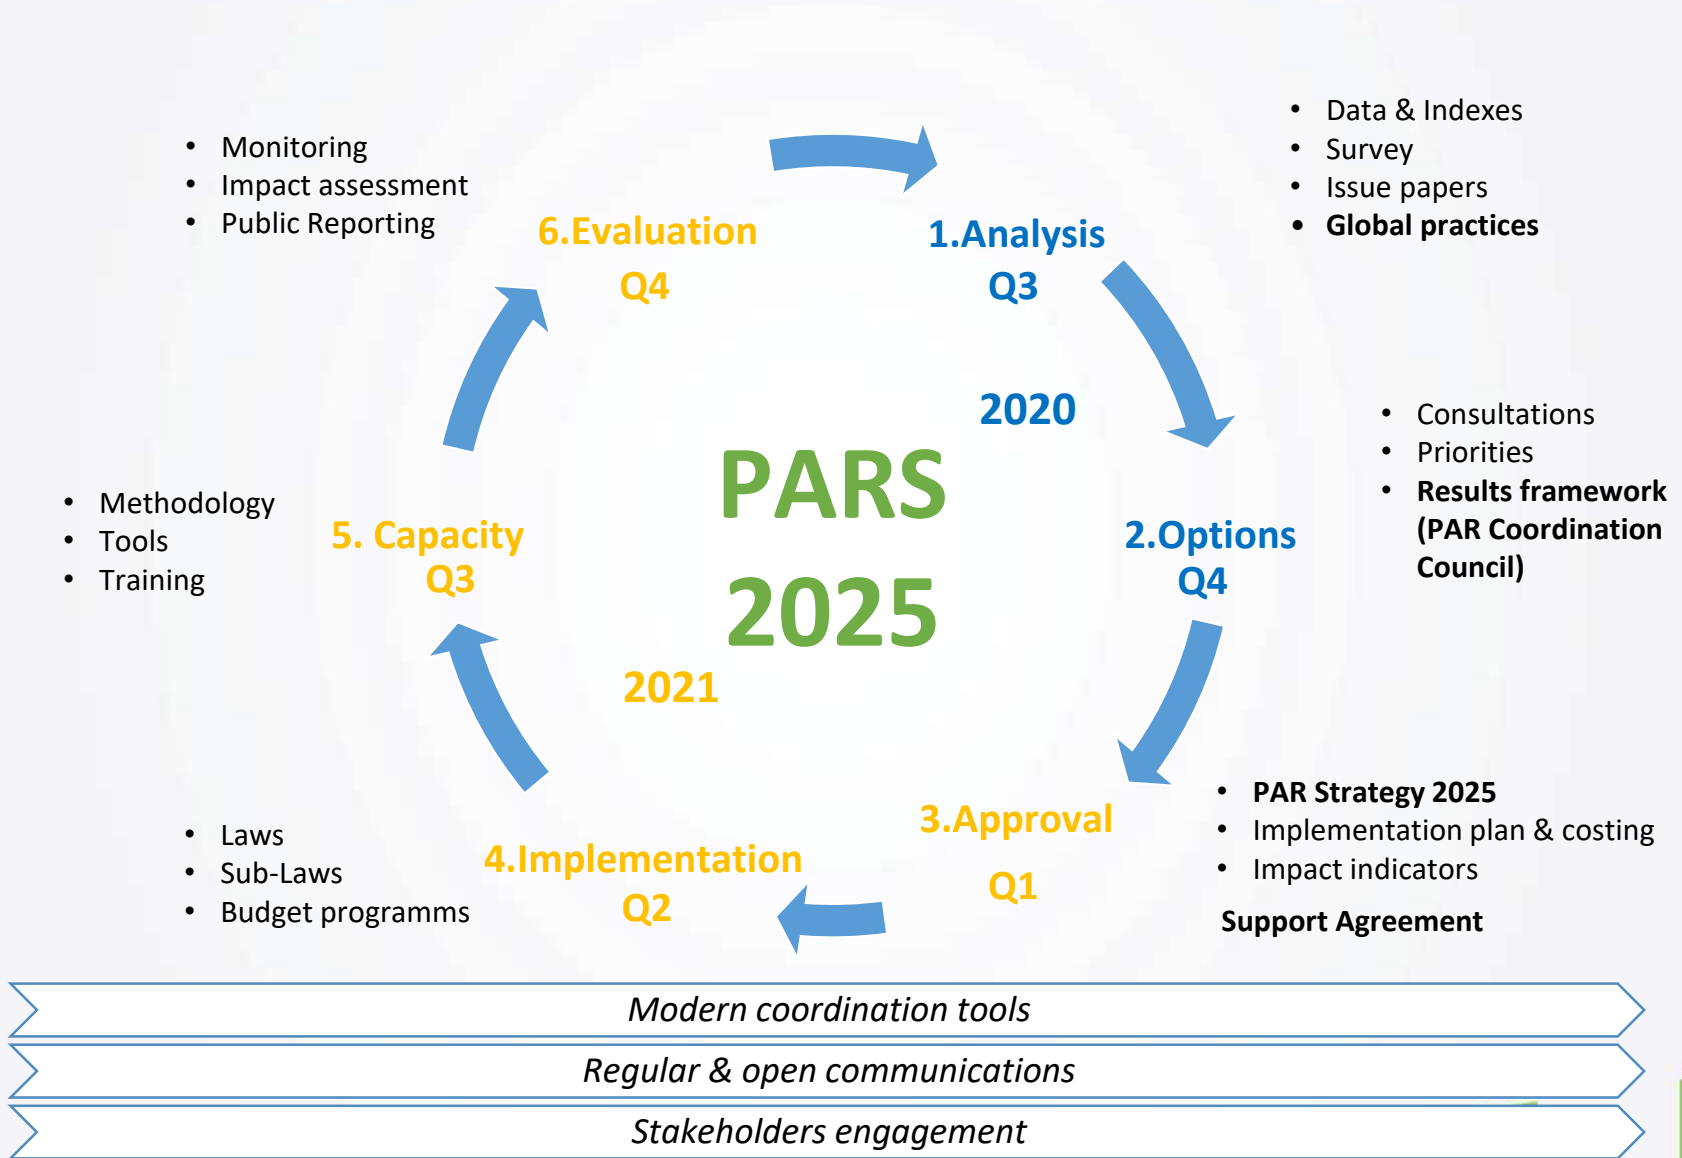 • Monitoring
• Impact assessment
• Public Reporting
6.Evaluation
Q4
1.Analysis
Q3
• Data & Indexes
• Survey
• Issue papers
• Global practices
2020
PARS
2025
2021
• Consultations
• Priorities
• Results framework
(PAR Coordination
Council)
2.Options
Q4
• Methodology
• Tools
• Training
5. Capacity
Q3
3.Approval
Q1
• PAR Strategy 2025
• Implementation plan & costing
• Impact indicators
Support Agreement
• Laws
• Sub-Laws
• Budget programms
4.Implementation
Q2
Modern coordination tools
Regular & open communications
Stakeholders engagement